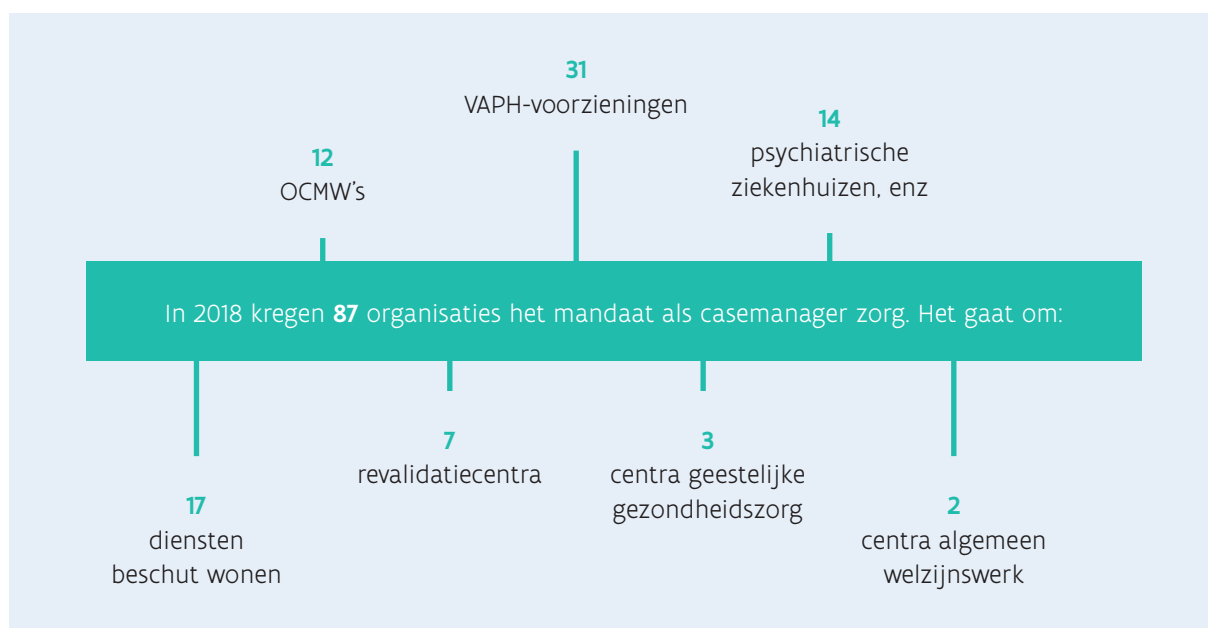 31
VAPH-voorzieningen
14
psychiatrische
ziekenhuizen, enz
12
OCMW's
In 2018 kregen 87 organisaties het mandaat als casemanager zorg. Het gaat om:
7
revalidatiecentra
3
centra geestelijke
gezondheidszorg
17
diensten
beschut wonen
2
centra algemeen
welzijnswerk